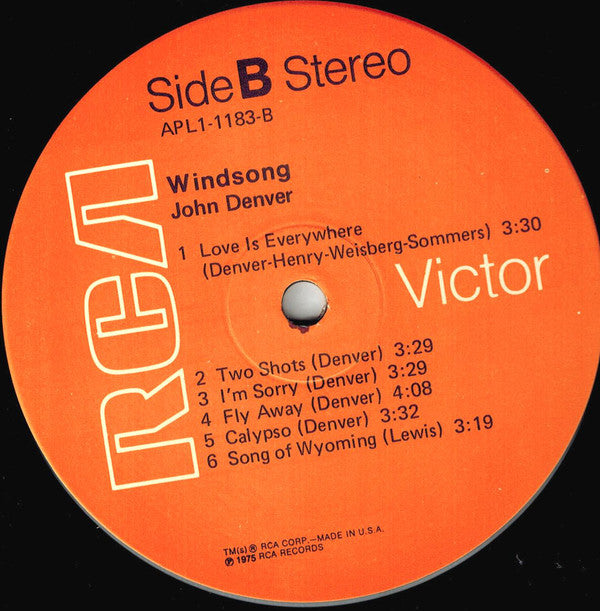 Side B Stereo
APL1-1183-B
RCA
Windsong
John Denver
1 Love Is Everywhere
(Denver-Henry-Weisberg-Sommers) 3:30
Victor
2 Two Shots (Denver) 3:29
3 I'm Sorry (Denver) 3:29
4 Fly Away (Denver) 4:08
5 Calypso (Denver) 3:32
6 Song of Wyoming (Lewis) 3:19
TM(s) ® RCA CORP.—MADE IN U.S.A.
℗ 1975 RCA RECORDS